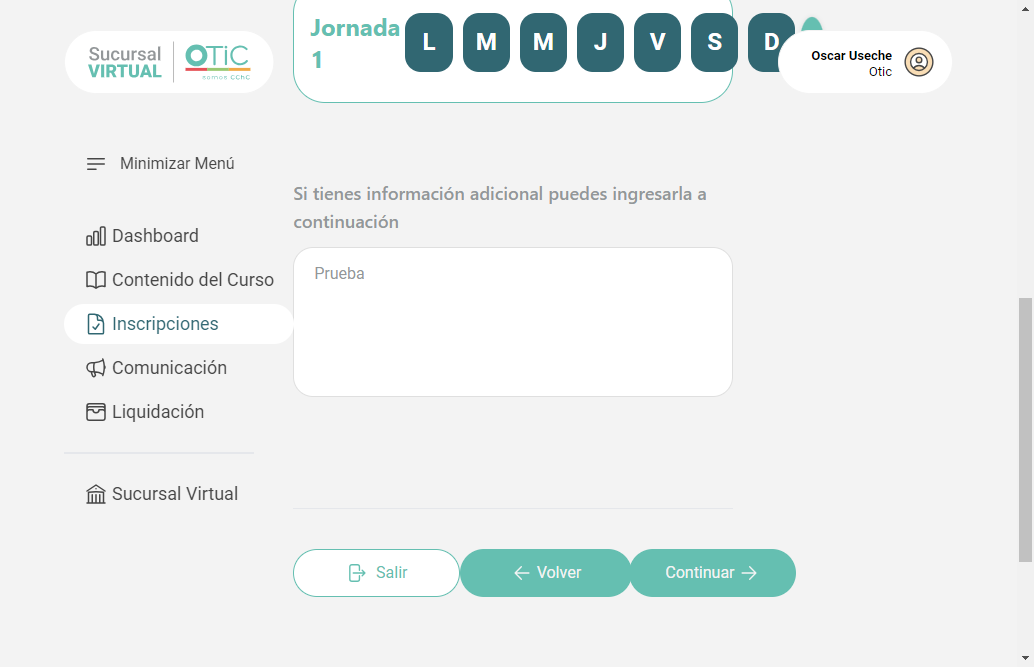 Jornada
1
L M M J V S D
Sucursal
VIRTUAL
OTiC
somos CChC
Oscar Useche
Otic
Minimizar Menú
Dashboard
Contenido del Curso
Inscripciones
Comunicación
Liquidación
Sucursal Virtual
Si tienes información adicional puedes ingresarla a
continuación
Prueba
Salir
Volver
Continuar